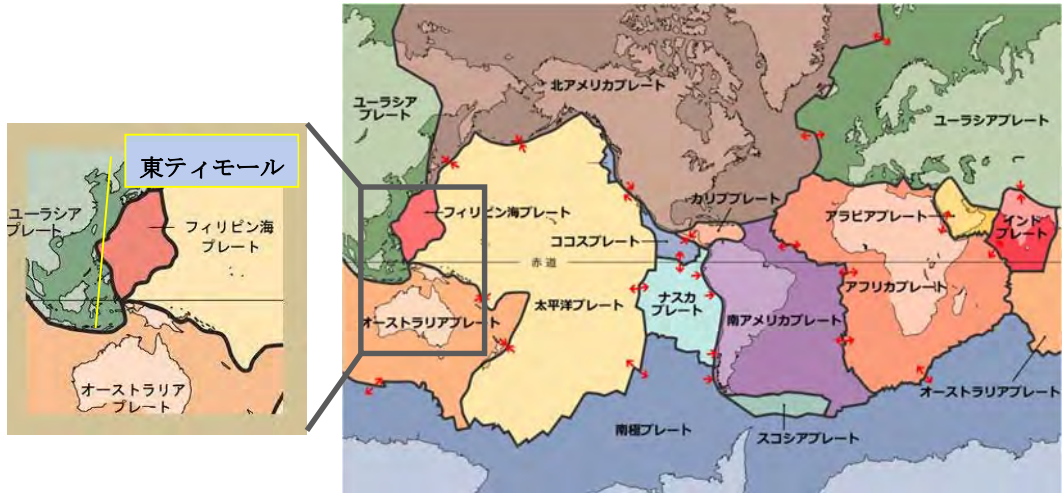 東ティモール
ユーラシア
プレート
フィリピン海
プレート
オーストラリア
プレート
北アメリカプレート
ユーラシア
プレート
ユーラシアプレート
フィリピン海プレート
カリブプレート
アラビアプレート
インド
プレート
ココスプレート
赤道
太平洋プレート
ナスカ
プレート
アフリカプレート
オーストラリアプレート
南アメリカプレート
オーストラリアプレート
南極プレート
スコシアプレート